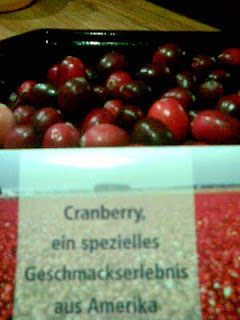 Cranberry,
ein spezielles
Geschmackserlebnis
aus Amerika